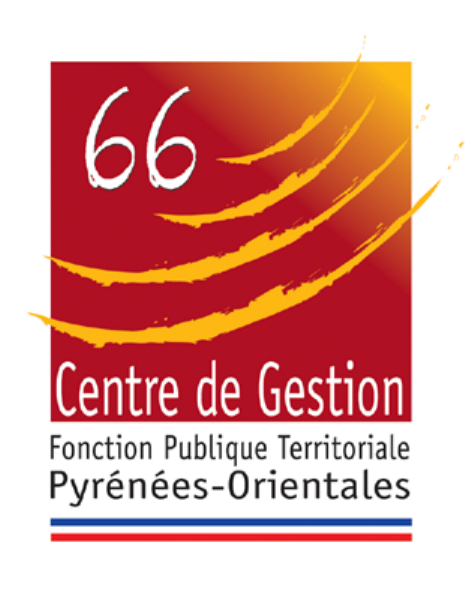 66
Centre de Gestion
Fonction Publique Territoriale
Pyrénées-Orientales